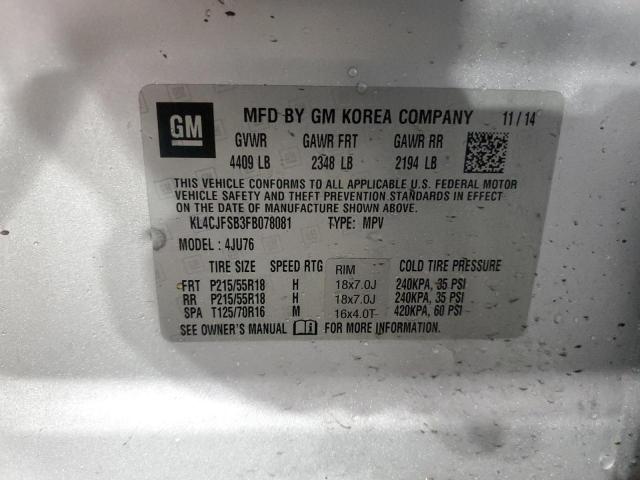 GM MFD BY GM KOREA COMPANY 11/14
GVWR GAWR FRT GAWR RR
4409 LB 2348 LB 2194 LB
THIS VEHICLE CONFORMS TO ALL APPLICABLE U.S. FEDERAL MOTOR
VEHICLE SAFETY AND THEFT PREVENTION STANDARDS IN EFFECT ON
THE DATE OF MANUFACTURE SHOWN ABOVE.
KL4CJFSB3FB078081 TYPE: MPV
MODEL: 4JU76
TIRE SIZE SPEED RTG RIM COLD TIRE PRESSURE
FRT P215/55R18 H 18x7.0J 240KPA, 35 PSI
RR P215/55R18 H 18x7.0J 240KPA, 35 PSI
SPA T125/70R16 M 16x4.0T 420KPA, 60 PSI
SEE OWNER'S MANUAL FOR MORE INFORMATION.